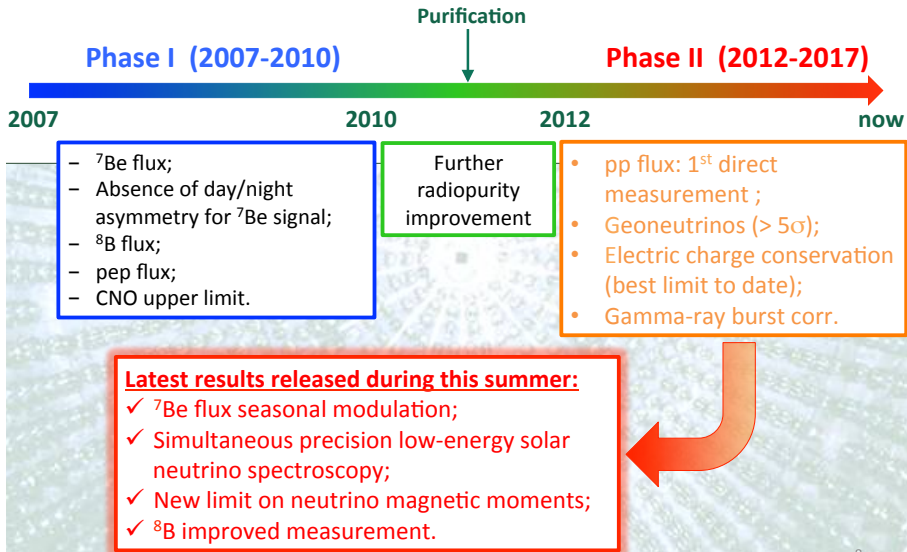 Purification
Phase I (2007-2010)
Phase II (2012-2017)
2007
2010
2012
now
– ⁷Be flux;
– Absence of day/night
asymmetry for ⁷Be signal;
– ⁸B flux;
– pep flux;
– CNO upper limit.
Further
radiopurity
improvement
• pp flux: 1ˢᵗ direct
measurement ;
• Geoneutrinos (> 5σ);
• Electric charge conservation
(best limit to date);
• Gamma-ray burst corr.
Latest results released during this summer:
✓ ⁷Be flux seasonal modulation;
✓ Simultaneous precision low-energy solar
neutrino spectroscopy;
✓ New limit on neutrino magnetic moments;
✓ ⁸B improved measurement.